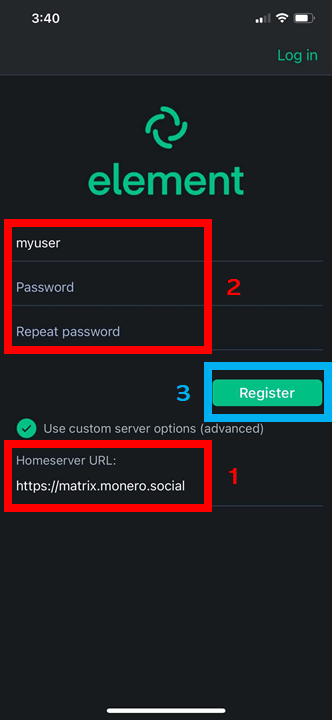 3:40
Log in
element
myuser
Password
2
Repeat password
3
Register
Use custom server options (advanced)
Homeserver URL:
1
https://matrix.monero.social